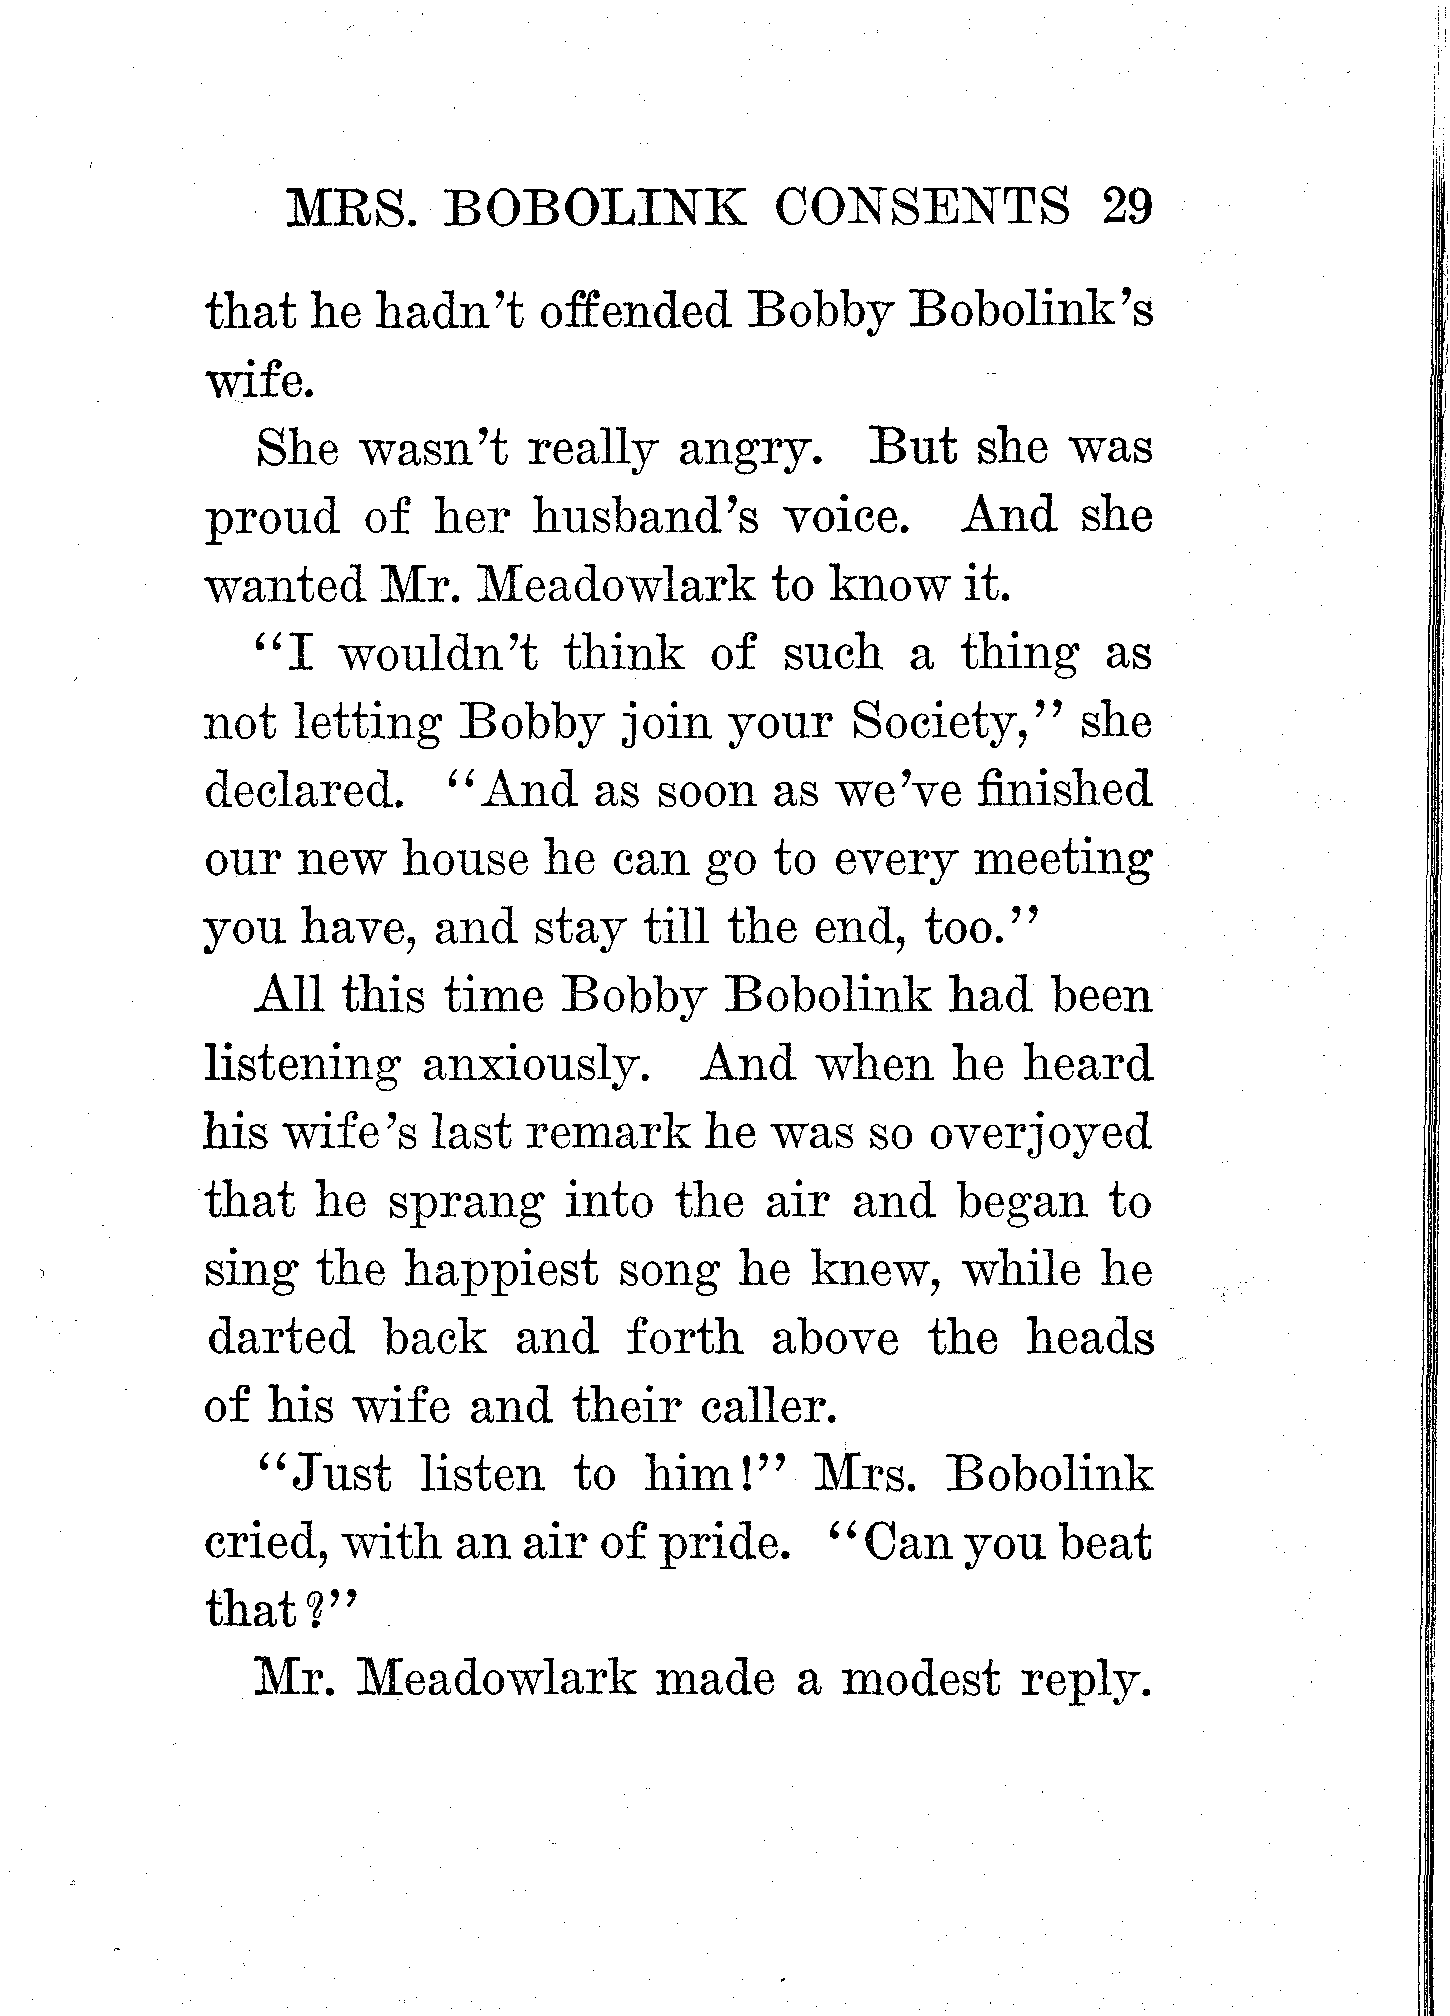 MRS. BOBOLINK CONSENTS 29
that he hadn't offended Bobby Bobolink's
wife.
She wasn't really angry. But she was
proud of her husband's voice. And she
wanted Mr. Meadowlark to know it.
"I wouldn't think of such a thing as
not letting Bobby join your Society," she
declared. "And as soon as we've finished
our new house he can go to every meeting
you have, and stay till the end, too."
All this time Bobby Bobolink had been
listening anxiously. And when he heard
his wife's last remark he was so overjoyed
that he sprang into the air and began to
sing the happiest song he knew, while he
darted back and forth above the heads
of his wife and their caller.
"Just listen to him!" Mrs. Bobolink
cried, with an air of pride. "Can you beat
that?"
Mr. Meadowlark made a modest reply.